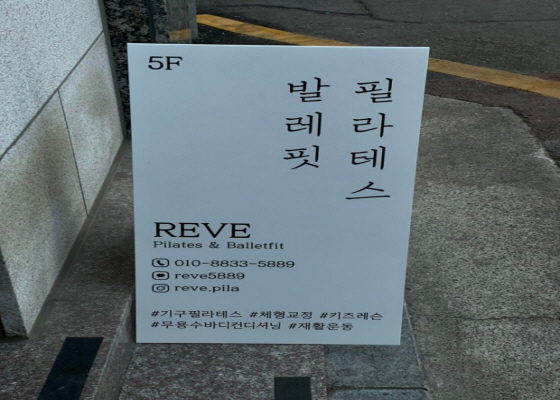 5F
필라테스
발레핏
REVE
Pilates & Balletfit
010-8833-5889
reve5889
reve.pila
#기구필라테스 #체형교정 #키즈레슨
#무용수바디컨디셔닝 #재활운동